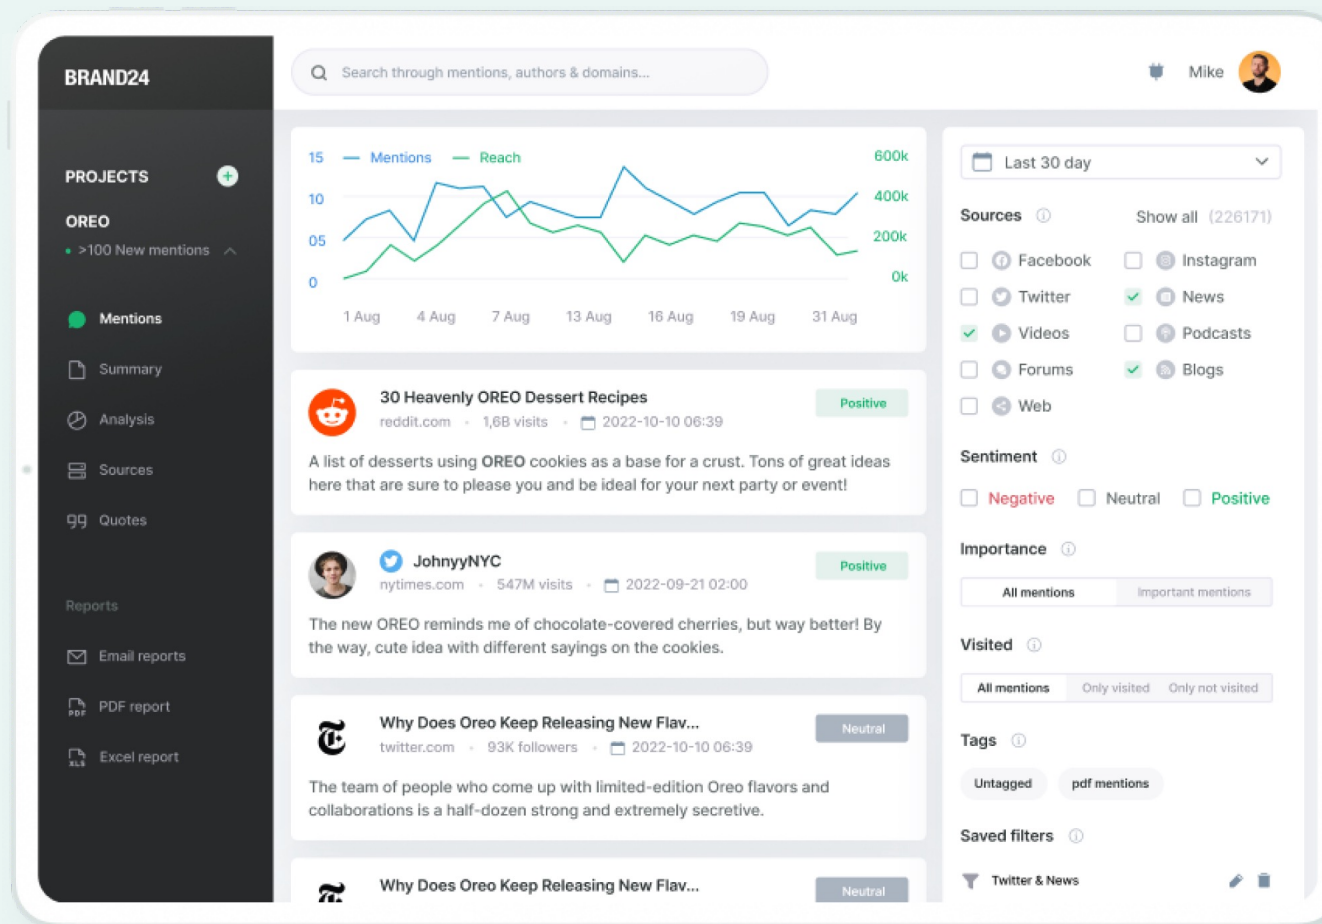 BRAND24
Search through mentions, authors & domains...
Mike
PROJECTS
OREO
>100 New mentions
Mentions
Summary
Analysis
Sources
Quotes
Reports
Email reports
PDF report
Excel report
15 Mentions Reach 600k
10 400k
05 200k
0 0k
1 Aug 4 Aug 7 Aug 13 Aug 16 Aug 19 Aug 31 Aug
30 Heavenly OREO Dessert Recipes
Positive
reddit.com • 1,6B visits • 2022-10-10 06:39
A list of desserts using OREO cookies as a base for a crust. Tons of great ideas
here that are sure to please you and be ideal for your next party or event!
JohnyyNYC
Positive
nytimes.com • 547M visits • 2022-09-21 02:00
The new OREO reminds me of chocolate-covered cherries, but way better! By
the way, cute idea with different sayings on the cookies.
Why Does Oreo Keep Releasing New Flav...
Neutral
twitter.com • 93K followers • 2022-10-10 06:39
The team of people who come up with limited-edition Oreo flavors and
collaborations is a half-dozen strong and extremely secretive.
Why Does Oreo Keep Releasing New Flav...
Neutral
Last 30 day
Sources Show all (226171)
Facebook Instagram
Twitter News
Videos Podcasts
Forums Blogs
Web
Sentiment
Negative Neutral Positive
Importance
All mentions Important mentions
Visited
All mentions Only visited Only not visited
Tags
Untagged pdf mentions
Saved filters
Twitter & News